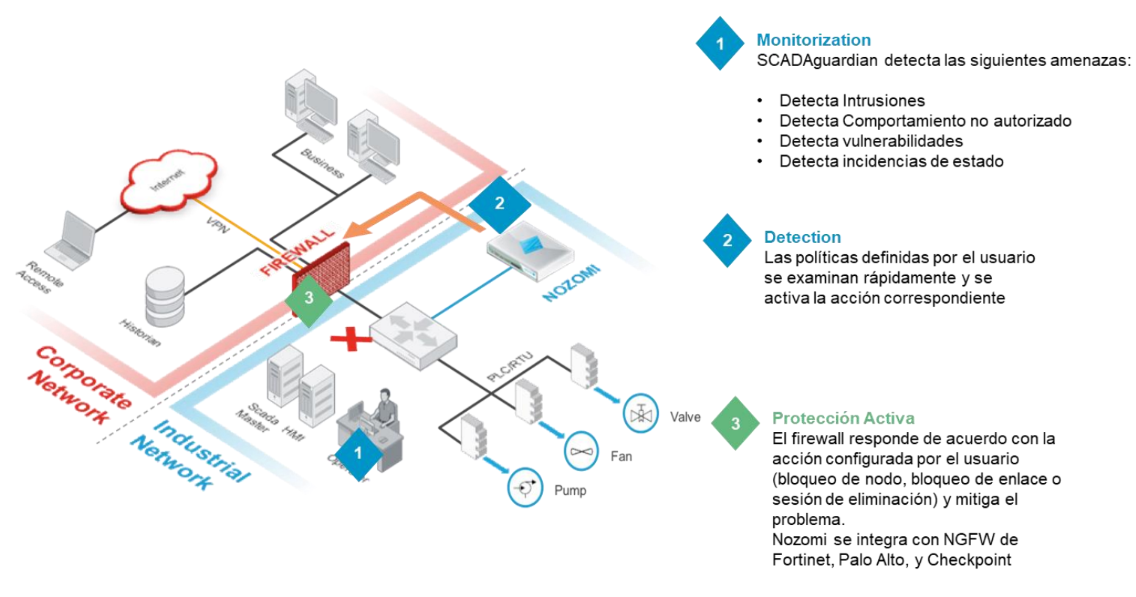 Business
Internet
VPN
Remote
Access
Historian
FIREWALL
NOZOMI
2
3
1
Corporate
Network
Industrial
Network
Scada
Master
HMI
Operator
PLC/RTU
Valve
Fan
Pump
1
Monitorization
SCADAguardian detecta las siguientes amenazas:
• Detecta Intrusiones
• Detecta Comportamiento no autorizado
• Detecta vulnerabilidades
• Detecta incidencias de estado
2
Detection
Las políticas definidas por el usuario
se examinan rápidamente y se
activa la acción correspondiente
3
Protección Activa
El firewall responde de acuerdo con la
acción configurada por el usuario
(bloqueo de nodo, bloqueo de enlace o
sesión de eliminación) y mitiga el
problema.
Nozomi se integra con NGFW de
Fortinet, Palo Alto, y Checkpoint